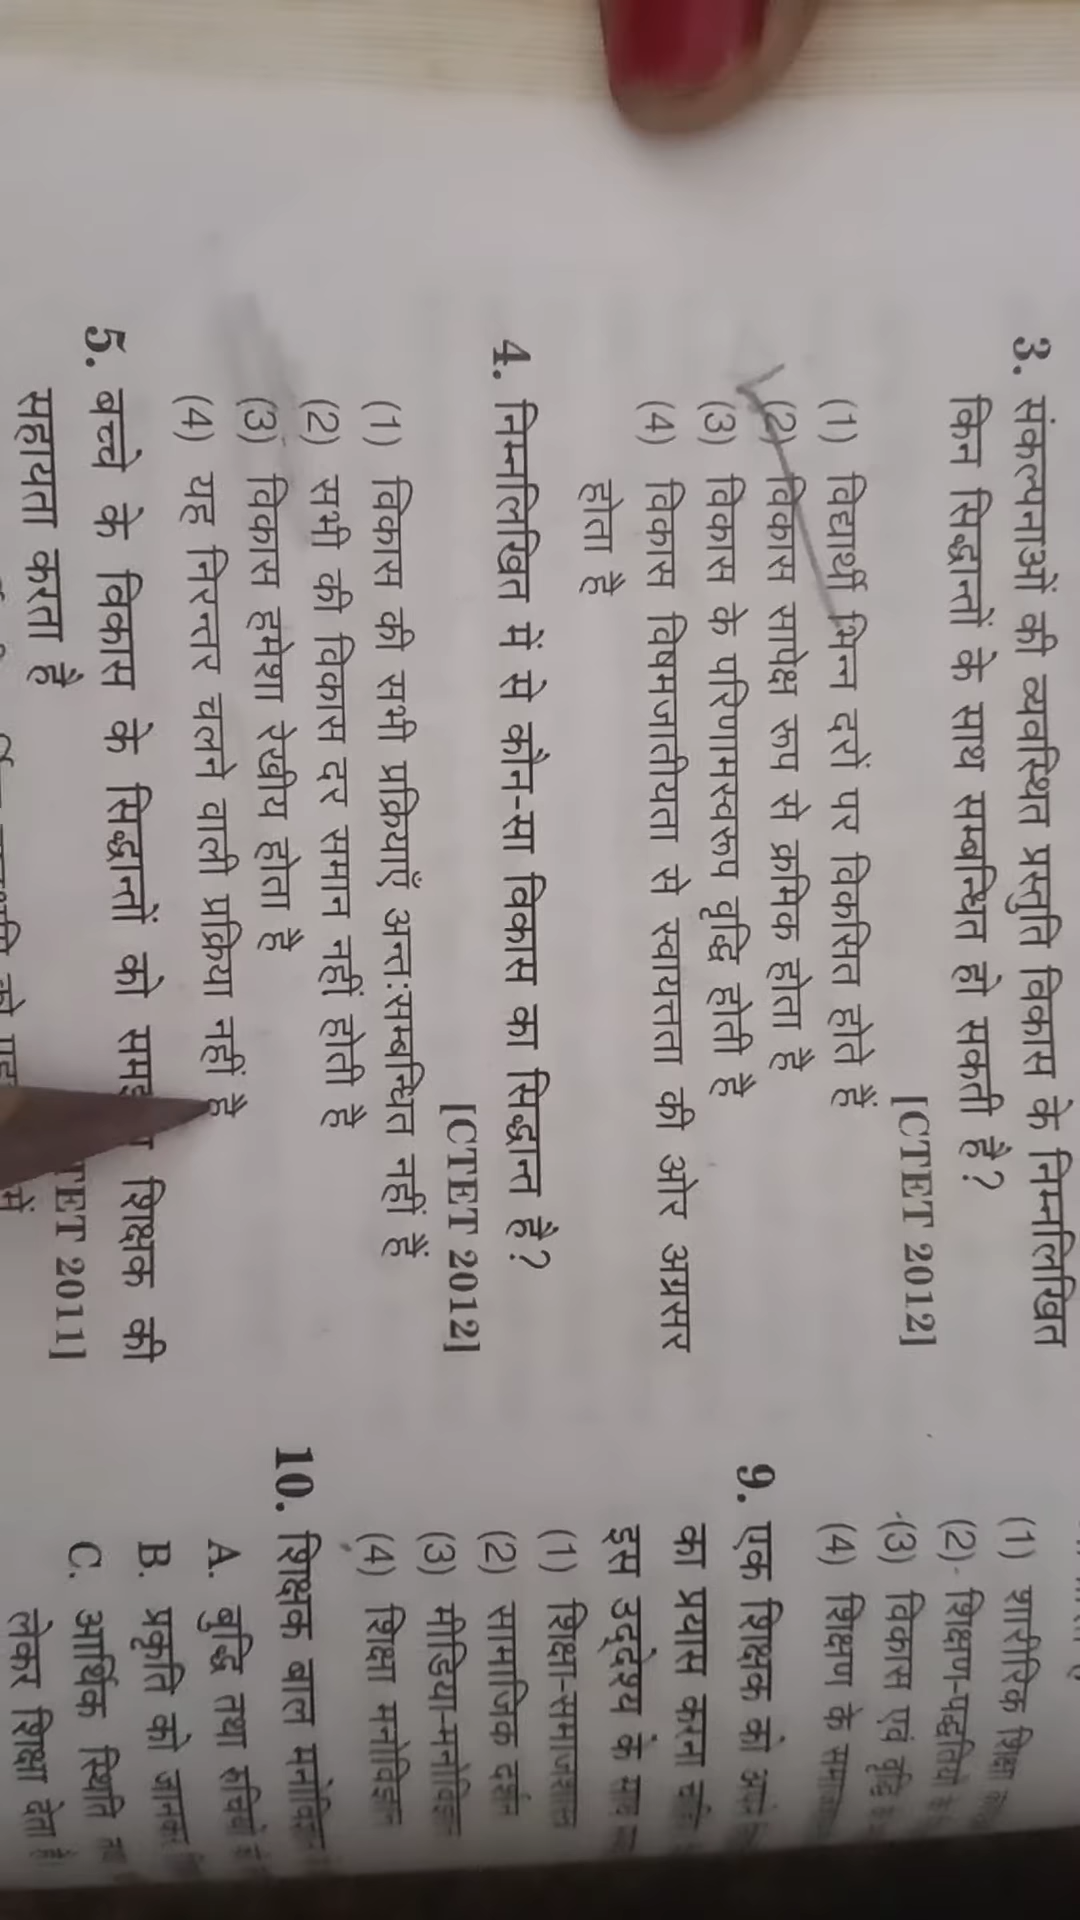 3. संकल्पनाओं की व्यवस्थित प्रस्तुति विकास के निम्नलिखित
किन सिद्धान्तों के साथ सम्बन्धित हो सकती है?
[CTET 2012]
(1) विद्यार्थी भिन्न दरों पर विकसित होते हैं
(2) विकास सापेक्ष रूप से क्रमिक होता है
(3) विकास के परिणामस्वरूप वृद्धि होती है
(4) विकास विषमजातीयता से स्वायत्तता की ओर अग्रसर
होता है
4. निम्नलिखित में से कौन-सा विकास का सिद्धान्त है?
[CTET 2012]
(1) विकास की सभी प्रक्रियाएँ अन्त:सम्बन्धित नहीं हैं
(2) सभी की विकास दर समान नहीं होती है
(3) विकास हमेशा रेखीय होता है
(4) यह निरन्तर चलने वाली प्रक्रिया नहीं है
5. बच्चे के विकास के सिद्धान्तों को शिक्षक की
सहायता करता है
TET 2011]
(1) शारीरिक शिक्षा
(2) शिक्षण-पद्धतियों
(3) विकास एवं वृद्धि
(4) शिक्षण के
9. एक शिक्षक को
का प्रयास करना
इस उद्देश्य के
(1) शिक्षा-समाजशास्त्र
(2) सामाजिक दर्शन
(3) मीडिया-मनोविज्ञान
(4) शिक्षा मनोविज्ञान
10. शिक्षक बाल मनोविज्ञान
A. बुद्धि तथा रुचियों
B. प्रकृति को जानकर
C. आर्थिक स्थिति
लेकर शिक्षा देता है।